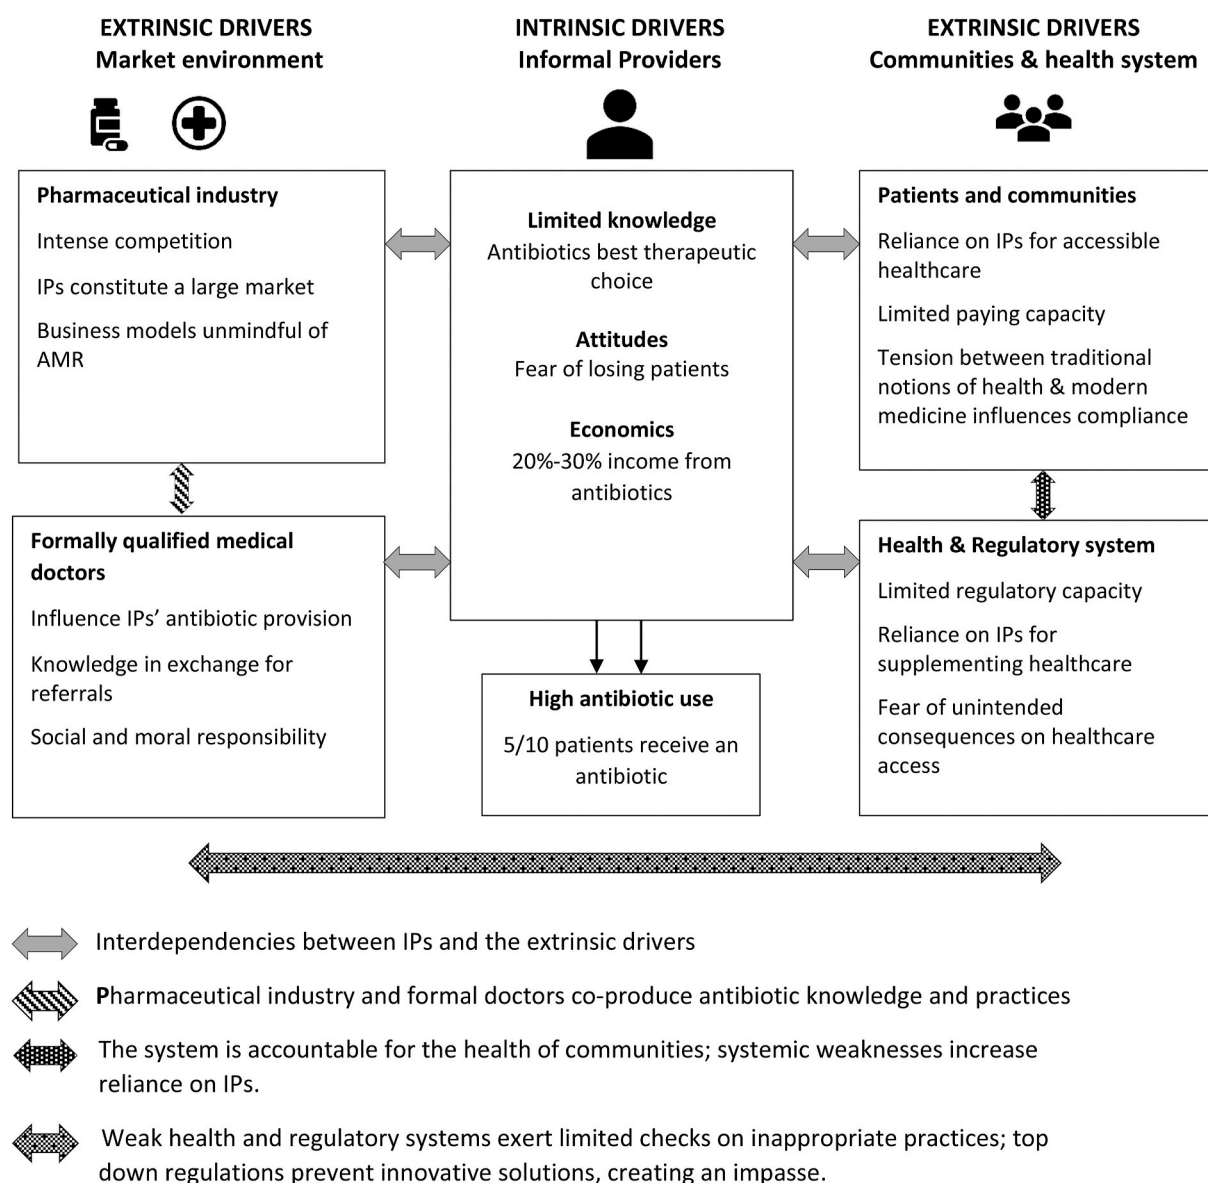 EXTRINSIC DRIVERS
Market environment
INTRINSIC DRIVERS
Informal Providers
EXTRINSIC DRIVERS
Communities & health system
Pharmaceutical industry
Intense competition
IPs constitute a large market
Business models unmindful of
AMR
Formally qualified medical
doctors
Influence IPs’ antibiotic provision
Knowledge in exchange for
referrals
Social and moral responsibility
Limited knowledge
Antibiotics best therapeutic
choice
Attitudes
Fear of losing patients
Economics
20%-30% income from
antibiotics
High antibiotic use
5/10 patients receive an
antibiotic
Patients and communities
Reliance on IPs for accessible
healthcare
Limited paying capacity
Tension between traditional
notions of health & modern
medicine influences compliance
Health & Regulatory system
Limited regulatory capacity
Reliance on IPs for
supplementing healthcare
Fear of unintended
consequences on healthcare
access
Interdependencies between IPs and the extrinsic drivers
Pharmaceutical industry and formal doctors co-produce antibiotic knowledge and practices
The system is accountable for the health of communities; systemic weaknesses increase
reliance on IPs.
Weak health and regulatory systems exert limited checks on inappropriate practices; top
down regulations prevent innovative solutions, creating an impasse.